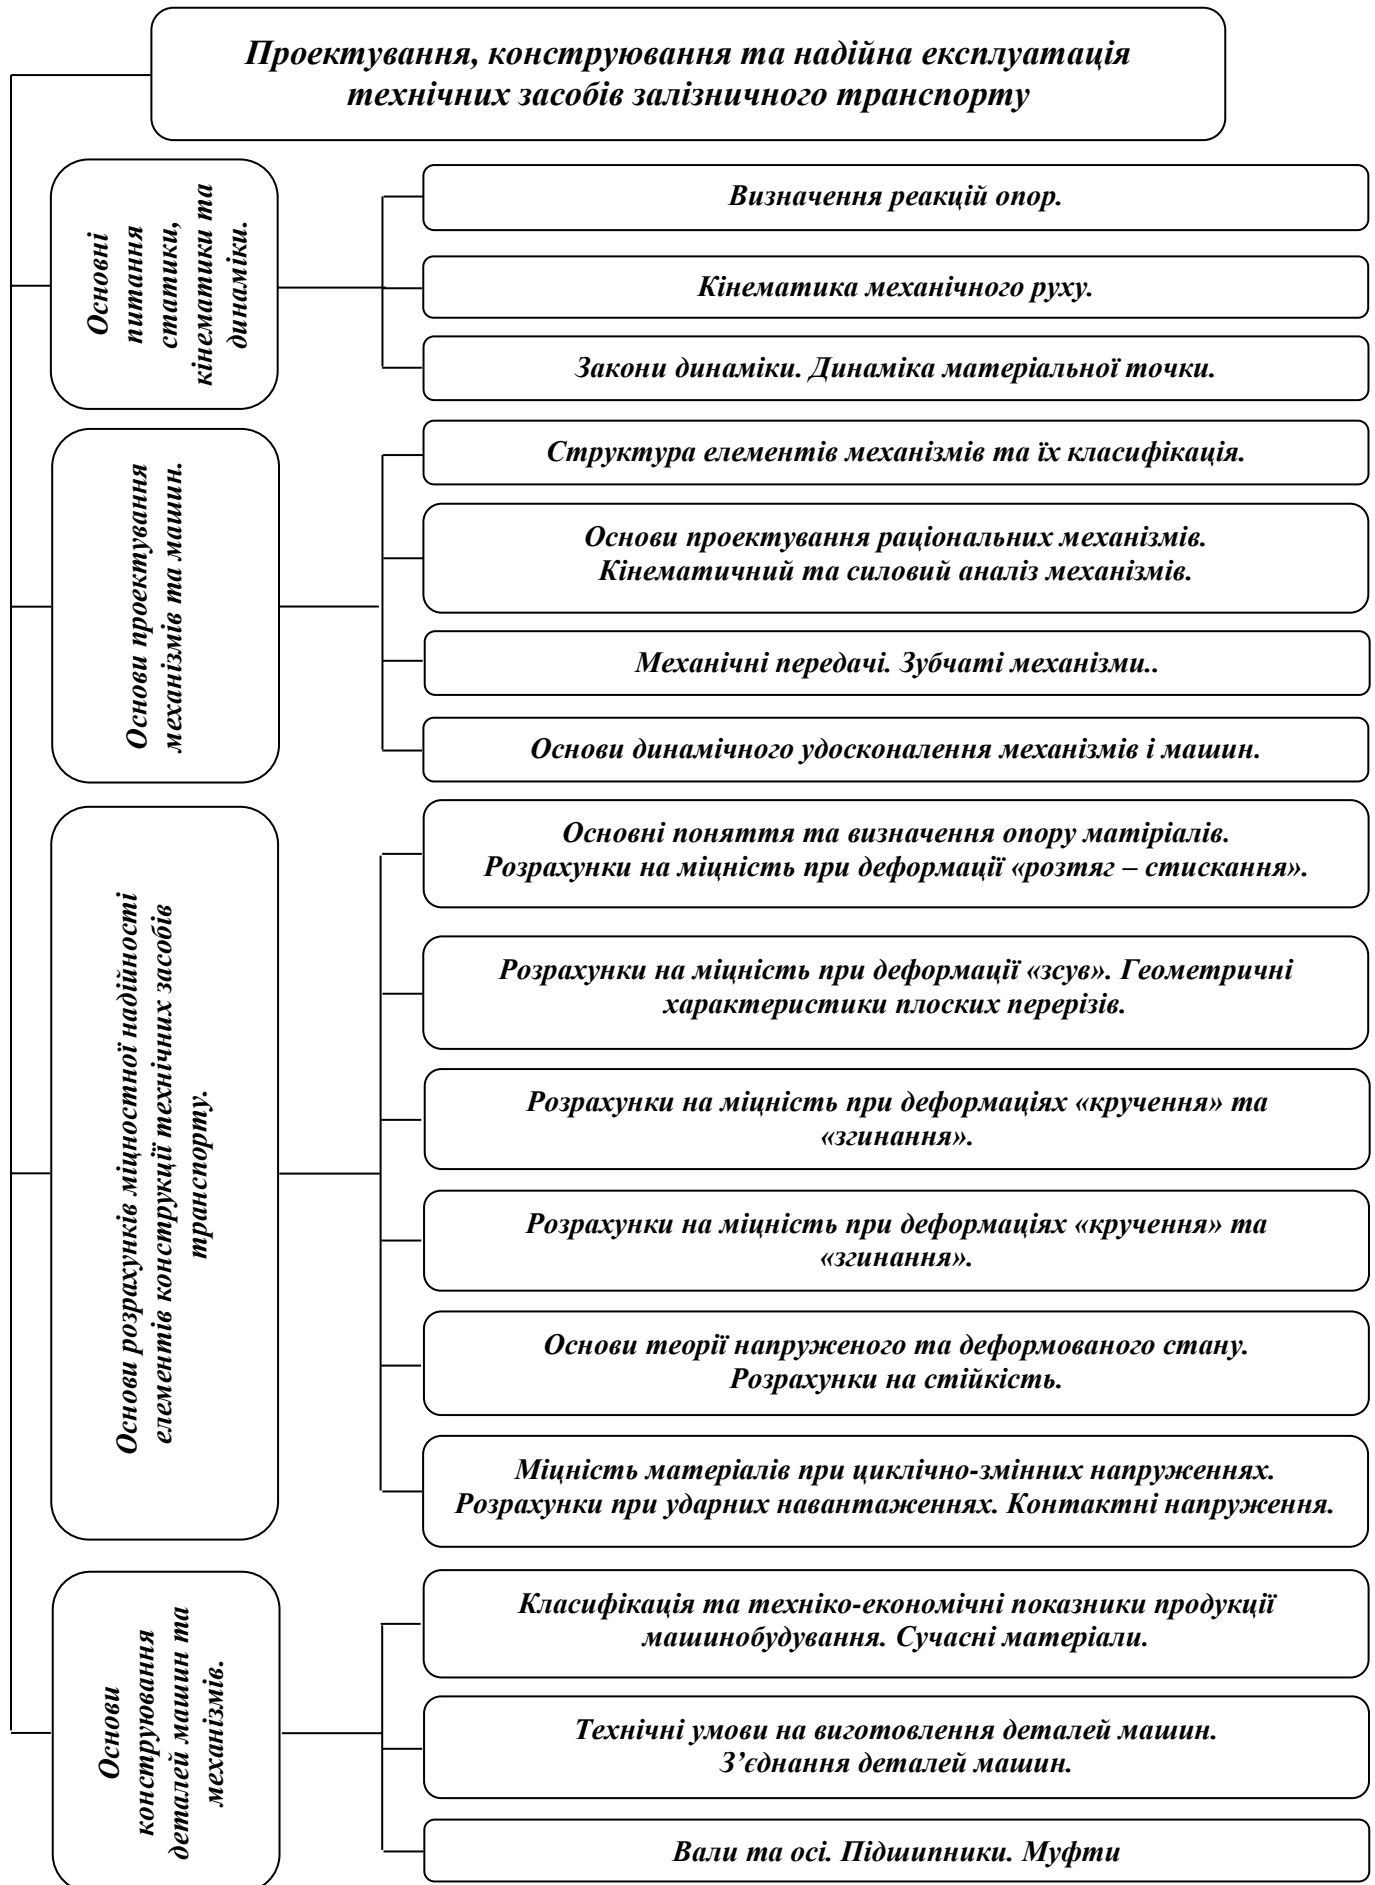 Проектування, конструювання та надійна експлуатація
технічних засобів залізничного транспорту
Основні
питання
статики,
кінематики та
динаміки.
Визначення реакцій опор.
Кінематика механічного руху.
Закони динаміки. Динаміка матеріальної точки.
Основи проектування
механізмів та машин.
Структура елементів механізмів та їх класифікація.
Основи проектування раціональних механізмів.
Кінематичний та силовий аналіз механізмів.
Механічні передачі. Зубчаті механізми..
Основи динамічного удосконалення механізмів і машин.
Основи розрахунків міцностної надійності
елементів конструкції технічних засобів
транспорту.
Основні поняття та визначення опору матіріалів.
Розрахунки на міцність при деформації «розтяг – стискання».
Розрахунки на міцність при деформації «зсув». Геометричні
характеристики плоских перерізів.
Розрахунки на міцність при деформаціях «кручення» та
«згинання».
Розрахунки на міцність при деформаціях «кручення» та
«згинання».
Основи теорії напруженого та деформованого стану.
Розрахунки на стійкість.
Міцність матеріалів при циклічно-змінних напруженнях.
Розрахунки при ударних навантаженнях. Контактні напруження.
Основи
конструювання
деталей машин та
механізмів.
Класифікація та техніко-економічні показники продукції
машинобудування. Сучасні матеріали.
Технічні умови на виготовлення деталей машин.
З’єднання деталей машин.
Вали та осі. Підшипники. Муфти